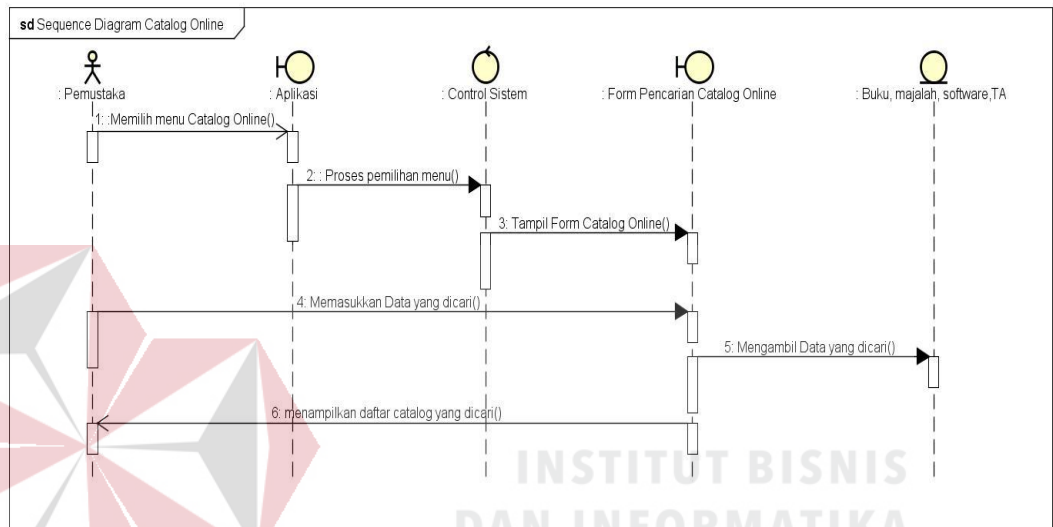 sd Sequence Diagram Catalog Online
: Pemustaka
: Aplikasi
: Control Sistem
: Form Pencarian Catalog Online
: Buku, majalah, software,TA
1: :Memilih menu Catalog Online()
2: : Proses pemilihan menu()
3: Tampil Form Catalog Online()
4: Memasukkan Data yang dicari()
5: Mengambil Data yang dicari()
6: menampilkan daftar catalog yang dicari()
INSTITUT BISNIS
DAN INFORMATIKA